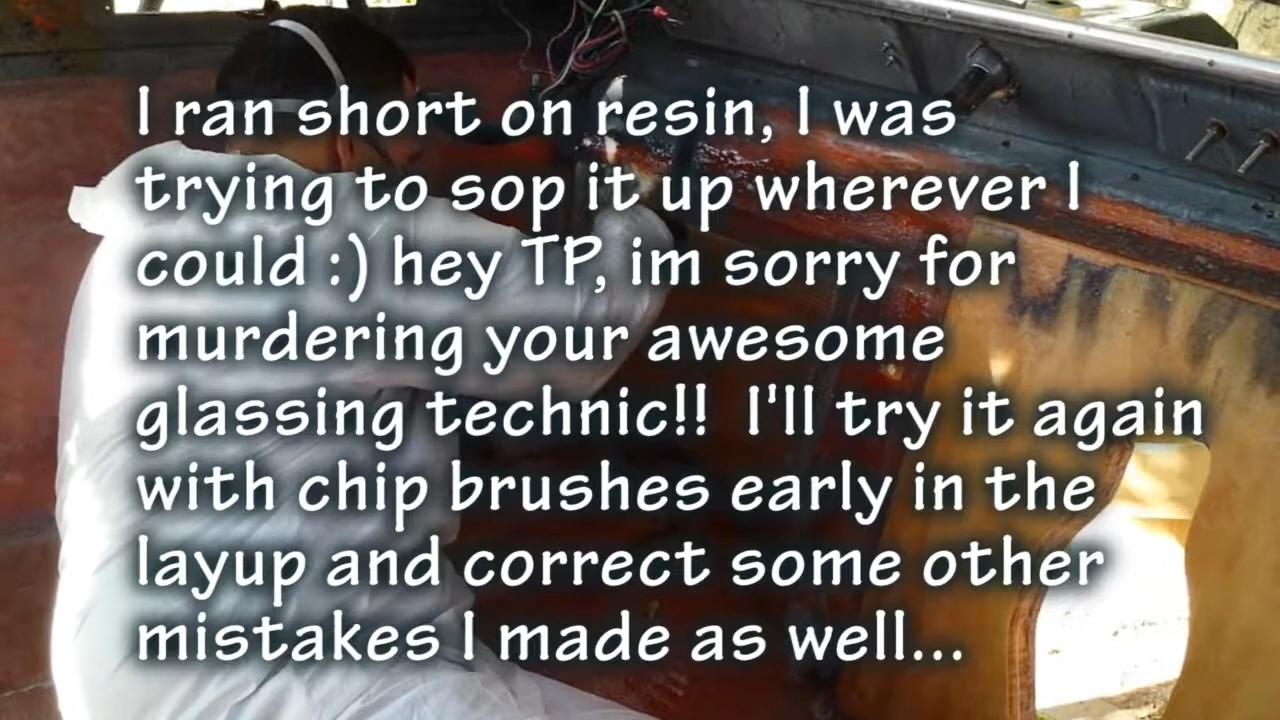 I ran short on resin, I was
trying to sop it up wherever I
could :) hey TP, im sorry for
murdering your awesome
glassing technic!!  I'll try it again
with chip brushes early in the
layup and correct some other
mistakes I made as well...